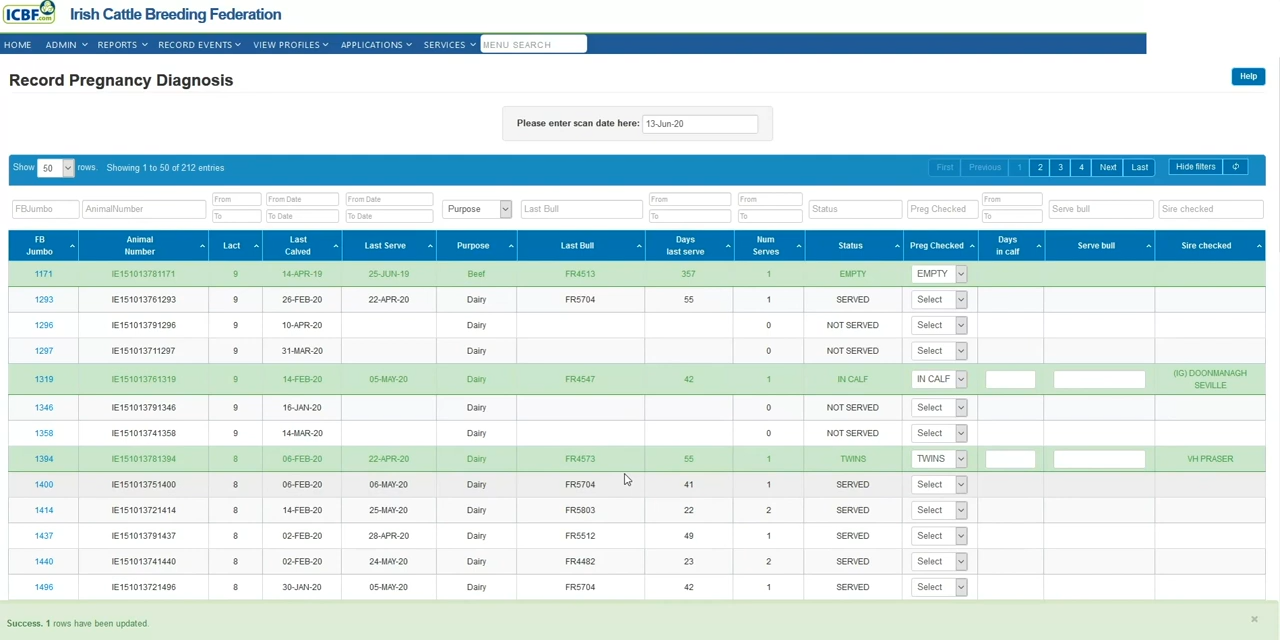 ICBF.com Irish Cattle Breeding Federation
HOME ADMIN REPORTS RECORD EVENTS VIEW PROFILES APPLICATIONS SERVICES MENU SEARCH
Record Pregnancy Diagnosis Help
Please enter scan date here: 13-Jun-20
Show 50 rows. Showing 1 to 50 of 212 entries First Previous 1 2 3 4 Next Last Hide filters
From From Date From Date From From From
FBJumbo AnimalNumber Purpose Last Bull Status Preg Checked Serve bull Sire checked
To To Date To Date To To To
FB Jumbo Animal Number Lact Last Calved Last Serve Purpose Last Bull Days last serve Num Serves Status Preg Checked Days in calf Serve bull Sire checked
1171 IE151013781171 9 14-APR-19 25-JUN-19 Beef FR4513 357 1 EMPTY EMPTY
1293 IE151013761293 9 26-FEB-20 22-APR-20 Dairy FR5704 55 1 SERVED Select
1296 IE151013791296 9 10-APR-20 Dairy 0 NOT SERVED Select
1297 IE151013711297 9 31-MAR-20 Dairy 0 NOT SERVED Select
1319 IE151013761319 9 14-FEB-20 05-MAY-20 Dairy FR4547 42 1 IN CALF IN CALF (IG) DOONMANAGH SEVILLE
1346 IE151013791346 9 16-JAN-20 Dairy 0 NOT SERVED Select
1358 IE151013741358 9 14-MAR-20 Dairy 0 NOT SERVED Select
1394 IE151013781394 8 06-FEB-20 22-APR-20 Dairy FR4573 55 1 TWINS TWINS VH PRASER
1400 IE151013751400 8 06-FEB-20 06-MAY-20 Dairy FR5704 41 1 SERVED Select
1414 IE151013721414 8 14-FEB-20 25-MAY-20 Dairy FR5803 22 2 SERVED Select
1437 IE151013791437 8 02-FEB-20 28-APR-20 Dairy FR5512 49 1 SERVED Select
1440 IE151013741440 8 02-FEB-20 24-MAY-20 Dairy FR4482 23 2 SERVED Select
1496 IE151013721496 8 30-JAN-20 05-MAY-20 Dairy FR5704 42 1 SERVED Select
Success. 1 rows have been updated. ×